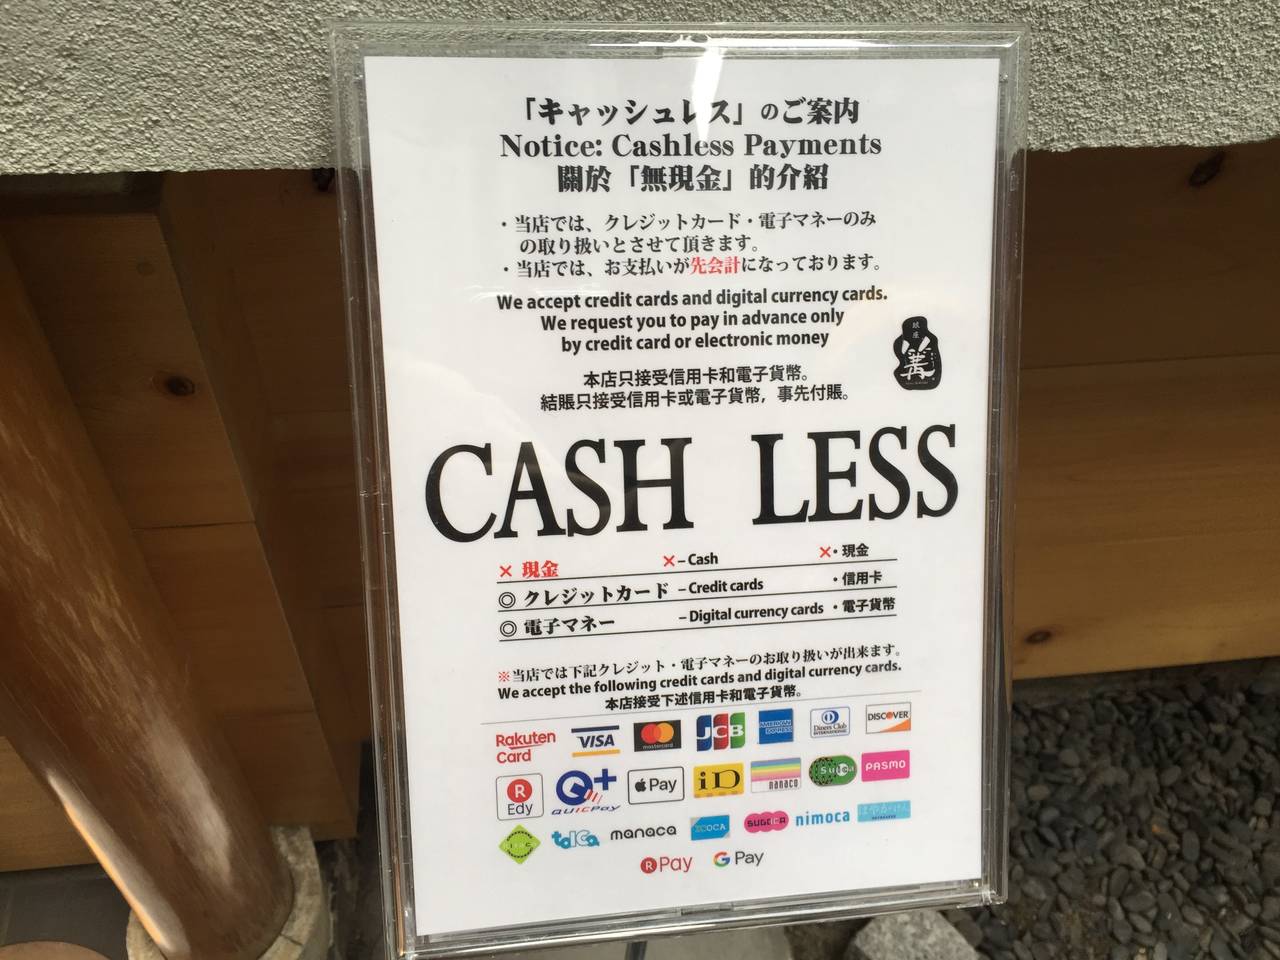 「キャッシュレス」のご案内
Notice: Cashless Payments
關於「無現金」的介紹
・当店では、クレジットカード・電子マネーのみ
の取り扱いとさせて頂きます。
・当店では、お支払いが先会計になっております。
We accept credit cards and digital currency cards.
We request you to pay in advance only
by credit card or electronic money
本店只接受信用卡和電子貨幣。
結賬只接受信用卡或電子貨幣，事先付賬。
銀座
CASH LESS
× 現金 ×–Cash ×・現金
◎ クレジットカード –Credit cards ・信用卡
◎ 電子マネー –Digital currency cards ・電子貨幣
※当店では下記クレジット・電子マネーのお取り扱いが出来ます。
We accept the following credit cards and digital currency cards.
本店接受下述信用卡和電子貨幣。
Rakuten Card VISA mastercard JCB AMERICAN EXPRESS Diners Club INTERNATIONAL DISCOVER
R Edy QUICPay Pay iD nanaco Suica PASMO
toica manaca ICOCA SUGOCA nimoca はやかけん
R Pay G Pay